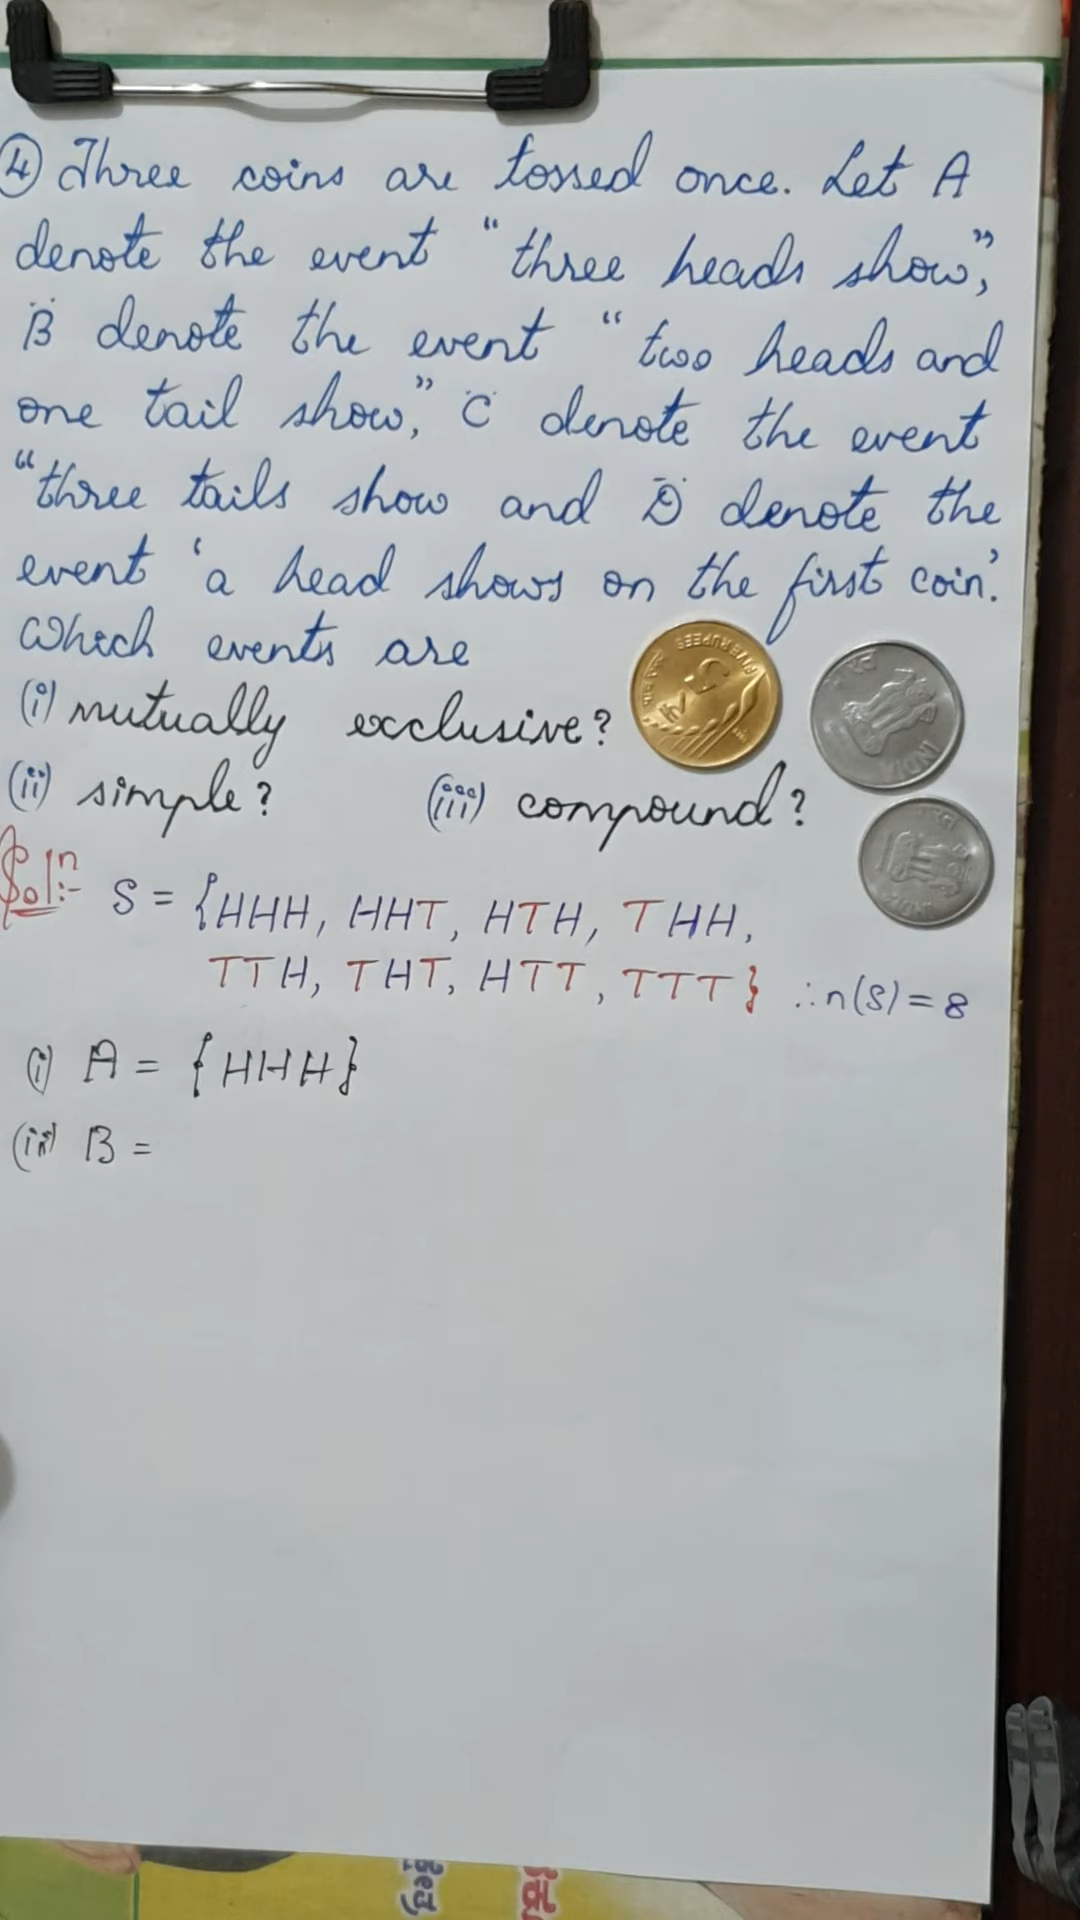 ④ Three coins are tossed once. Let A
denote the event “three heads show”,
B denote the event “two heads and
one tail show,” C denote the event
“three tails show and D denote the
event ‘a head shows on the first coin’.
Which events are
(i) mutually exclusive?
(ii) simple? (iii) compound?
Solⁿ:- S = {HHH, HHT, HTH, THH,
TTH, THT, HTT, TTT} ∴n(S) = 8
(i) A = {HHH}
(ii) B =